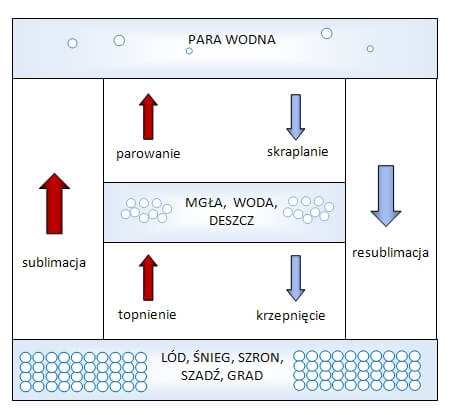 PARA WODNA
parowanie
skraplanie
MGŁA, WODA,
DESZCZ
sublimacja
resublimacja
topnienie
krzepnięcie
LÓD, ŚNIEG, SZRON,
SZADŹ, GRAD